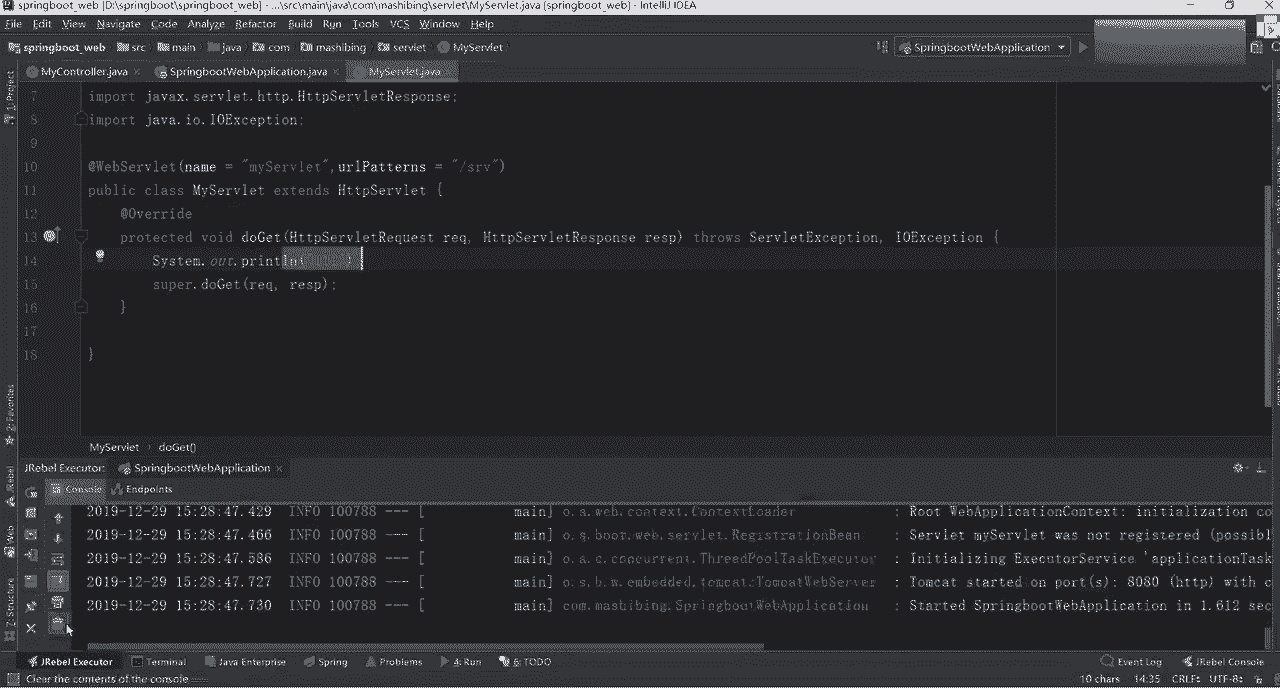 springboot_web [D:\springboot\springboot_web] - ...\src\main\java\com\mashibing\servlet\MyServlet.java [springboot_web] - IntelliJ IDEA
File Edit View Navigate Code Analyze Refactor Build Run Tools VCS Window Help
springboot_web src main java com mashibing servlet MyServlet SpringbootWebApplication
MyController.java SpringbootWebApplication.java MyServlet.java
1: Project
7 import javax.servlet.http.HttpServletResponse;
8 import java.io.IOException;
9
10 @WebServlet(name = "myServlet",urlPatterns = "/srv")
11 public class MyServlet extends HttpServlet {
12 @Override
13 protected void doGet(HttpServletRequest req, HttpServletResponse resp) throws ServletException, IOException {
14 System.out.println(
15 super.doGet(req, resp);
16 }
17
18 }
2: Favorites
MyServlet doGet()
JRebel Executor: SpringbootWebApplication
JRebel
Console Endpoints
2019-12-29 15:28:47.429 INFO 100788 --- [ main] o.s.web.context.ContextLoader : Root WebApplicationContext: initialization co
2019-12-29 15:28:47.466 INFO 100788 --- [ main] o.s.boot.web.servlet.RegistrationBean : Servlet myServlet was not registered (possibl
Web
2019-12-29 15:28:47.586 INFO 100788 --- [ main] o.s.s.concurrent.ThreadPoolTaskExecutor : Initializing ExecutorService 'applicationTask
2019-12-29 15:28:47.727 INFO 100788 --- [ main] o.s.b.w.embedded.tomcat.TomcatWebServer : Tomcat started on port(s): 8080 (http) with c
2019-12-29 15:28:47.730 INFO 100788 --- [ main] com.mashibing.SpringbootWebApplication : Started SpringbootWebApplication in 1.612 sec
Z: Structure
JRebel Executor Terminal Java Enterprise Spring Problems 4: Run 6: TODO Event Log JRebel Console
Clear the contents of the console 10 chars 14:35 CRLF UTF-8